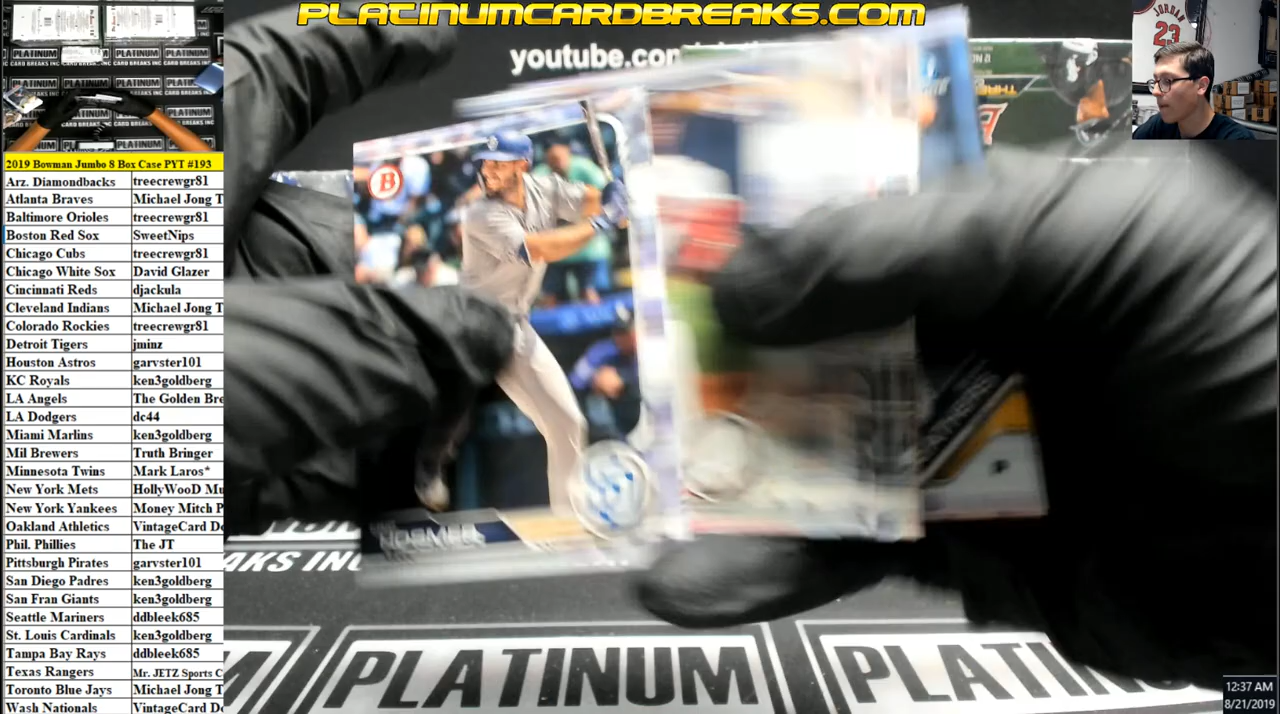 PLATINUMCARDBREAKS.COM
youtube.com
JORDAN
23
PLATINUM
CARD BREAKS INC
2019 Bowman Jumbo 8 Box Case PYT #193
Arz. Diamondbacks treecrewgr81
Atlanta Braves Michael Jong T
Baltimore Orioles treecrewgr81
Boston Red Sox SweetNips
Chicago Cubs treecrewgr81
Chicago White Sox David Glazer
Cincinnati Reds djackula
Cleveland Indians Michael Jong T
Colorado Rockies treecrewgr81
Detroit Tigers jminz
Houston Astros garvster101
KC Royals ken3goldberg
LA Angels The Golden Bre
LA Dodgers dc44
Miami Marlins ken3goldberg
Mil Brewers Truth Bringer
Minnesota Twins Mark Laros*
New York Mets HollyWooD Mu
New York Yankees Money Mitch P
Oakland Athletics VintageCard De
Phil. Phillies The JT
Pittsburgh Pirates garvster101
San Diego Padres ken3goldberg
San Fran Giants ken3goldberg
Seattle Mariners ddbleek685
St. Louis Cardinals ken3goldberg
Tampa Bay Rays ddbleek685
Texas Rangers Mr. JETZ Sports C
Toronto Blue Jays Michael Jong T
Wash Nationals VintageCard De
B
HOSMER
AKS IN
PLATINUM
PLATIN
12:37 AM
8/21/2019